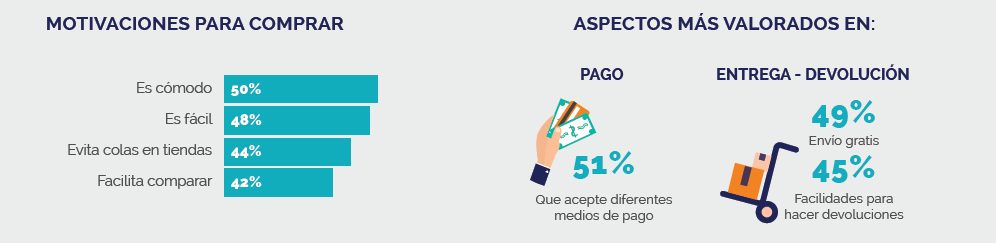 MOTIVACIONES PARA COMPRAR
Es cómodo 50%
Es fácil 48%
Evita colas en tiendas 44%
Facilita comparar 42%
ASPECTOS MÁS VALORADOS EN:
PAGO
51%
Que acepte diferentes
medios de pago
ENTREGA - DEVOLUCIÓN
49%
Envío gratis
45%
Facilidades para
hacer devoluciones